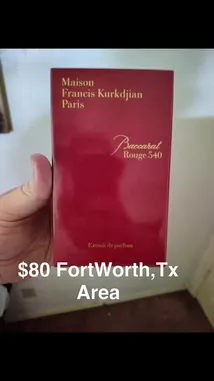 Maison
Francis Kurkdjian
Paris
Baccarat
Rouge 540
Extrait de parfum
$80 FortWorth,Tx
Area